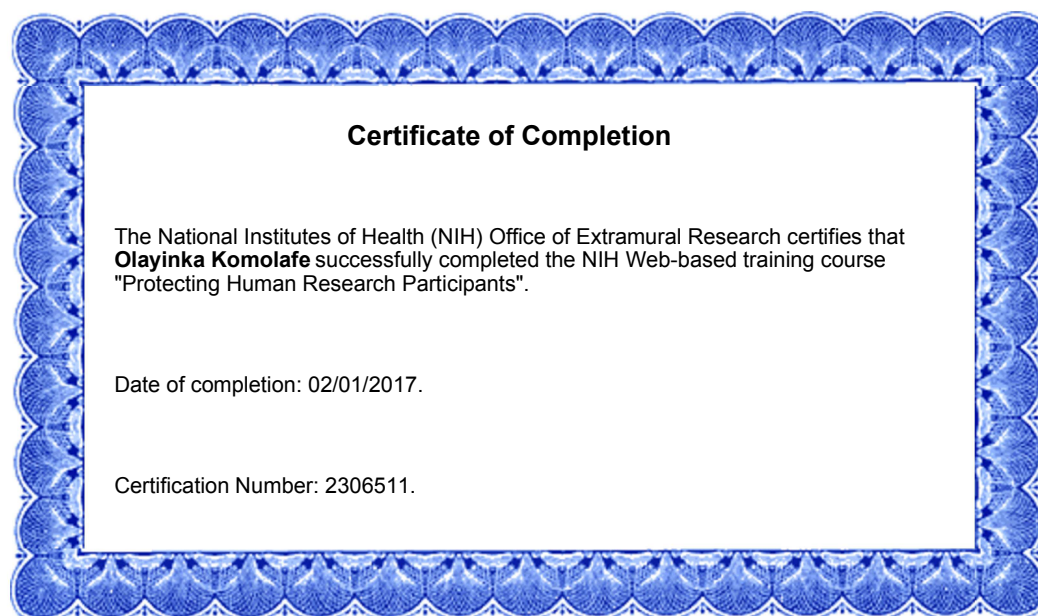 Certificate of Completion
The National Institutes of Health (NIH) Office of Extramural Research certifies that
Olayinka Komolafe successfully completed the NIH Web-based training course
"Protecting Human Research Participants".
Date of completion: 02/01/2017.
Certification Number: 2306511.